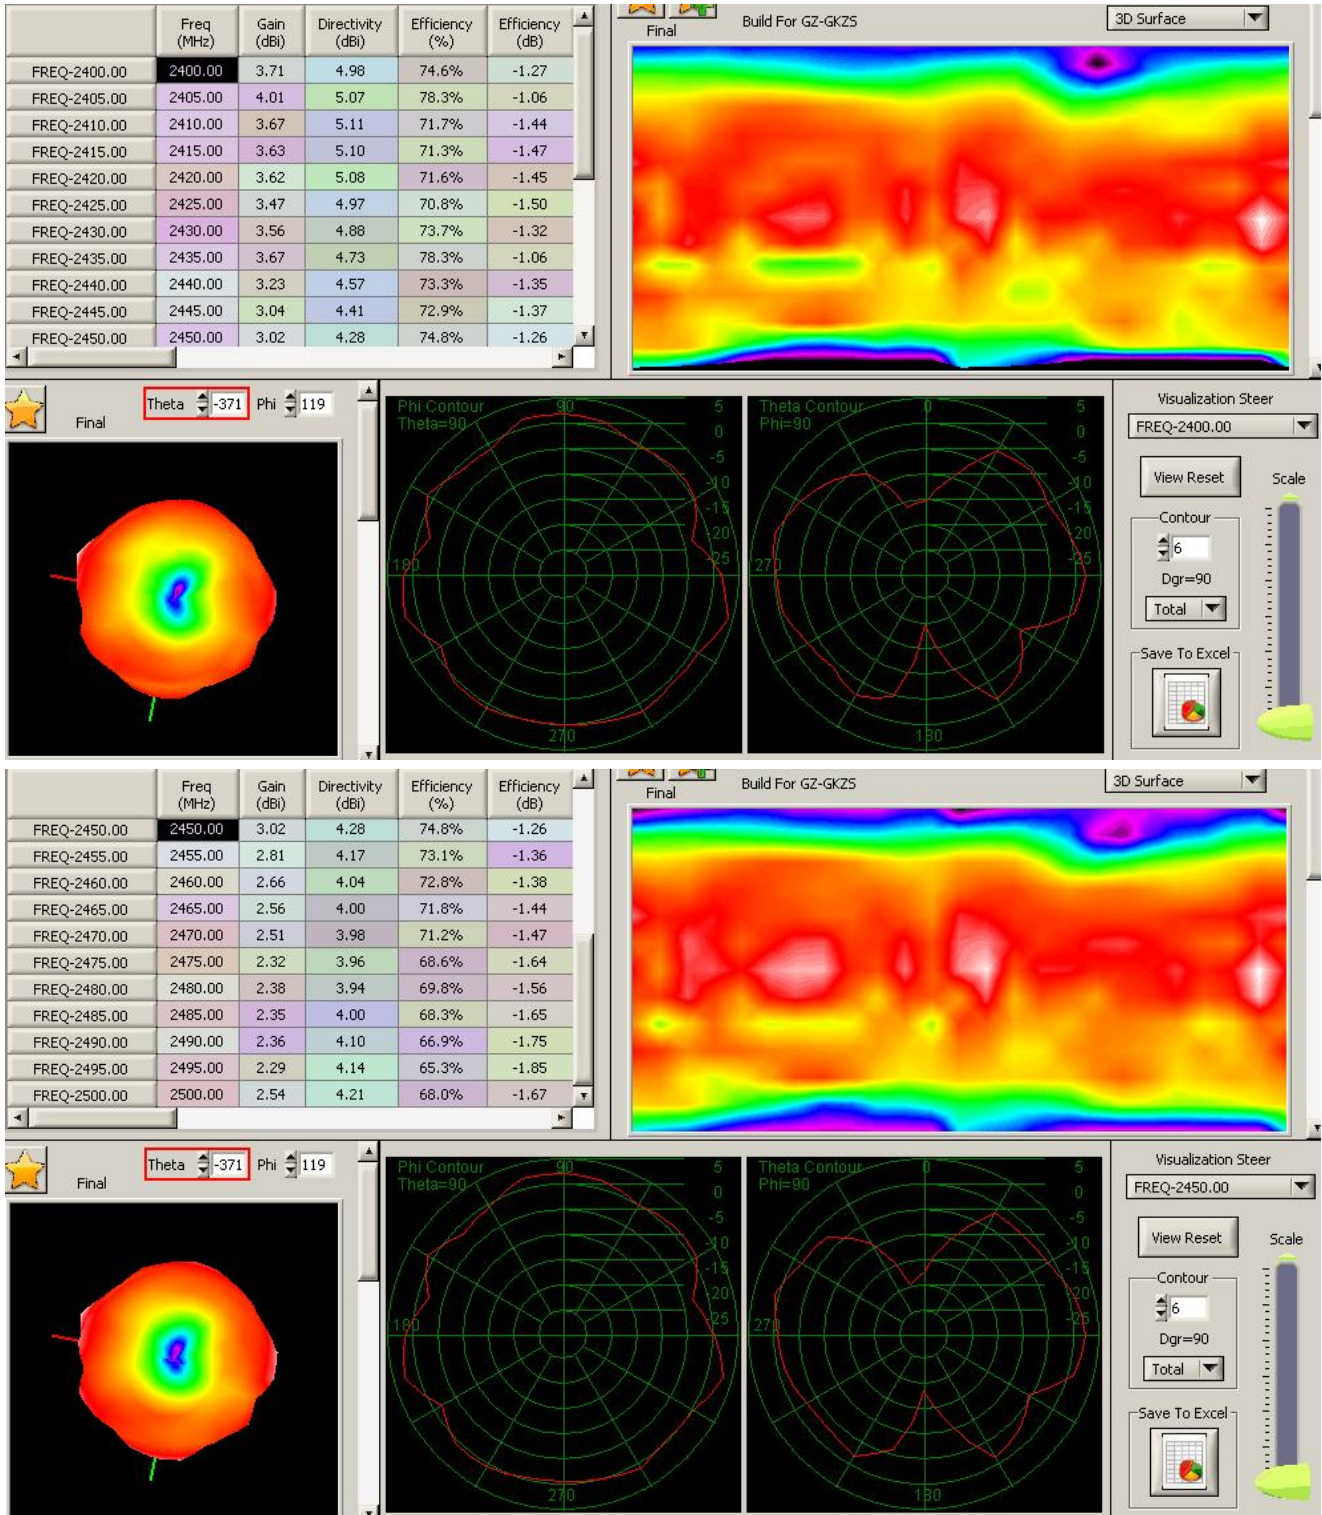 Freq (MHz) Gain (dBi) Directivity (dBi) Efficiency (%) Efficiency (dB)
FREQ-2400.00 2400.00 3.71 4.98 74.6% -1.27
FREQ-2405.00 2405.00 4.01 5.07 78.3% -1.06
FREQ-2410.00 2410.00 3.67 5.11 71.7% -1.44
FREQ-2415.00 2415.00 3.63 5.10 71.3% -1.47
FREQ-2420.00 2420.00 3.62 5.08 71.6% -1.45
FREQ-2425.00 2425.00 3.47 4.97 70.8% -1.50
FREQ-2430.00 2430.00 3.56 4.88 73.7% -1.32
FREQ-2435.00 2435.00 3.67 4.73 78.3% -1.06
FREQ-2440.00 2440.00 3.23 4.57 73.3% -1.35
FREQ-2445.00 2445.00 3.04 4.41 72.9% -1.37
FREQ-2450.00 2450.00 3.02 4.28 74.8% -1.26
Final
Build For GZ-GKZS
3D Surface
Final
Theta -371 Phi 119
Phi Contour
Theta=90
90
180
270
5
0
-5
-10
-15
-20
-25
Theta Contour
Phi=90
0
270
180
5
0
-5
-10
-15
-20
-25
Visualization Steer
FREQ-2400.00
View Reset
Scale
Contour
6
Dgr=90
Total
Save To Excel
Freq (MHz) Gain (dBi) Directivity (dBi) Efficiency (%) Efficiency (dB)
FREQ-2450.00 2450.00 3.02 4.28 74.8% -1.26
FREQ-2455.00 2455.00 2.81 4.17 73.1% -1.36
FREQ-2460.00 2460.00 2.66 4.04 72.8% -1.38
FREQ-2465.00 2465.00 2.56 4.00 71.8% -1.44
FREQ-2470.00 2470.00 2.51 3.98 71.2% -1.47
FREQ-2475.00 2475.00 2.32 3.96 68.6% -1.64
FREQ-2480.00 2480.00 2.38 3.94 69.8% -1.56
FREQ-2485.00 2485.00 2.35 4.00 68.3% -1.65
FREQ-2490.00 2490.00 2.36 4.10 66.9% -1.75
FREQ-2495.00 2495.00 2.29 4.14 65.3% -1.85
FREQ-2500.00 2500.00 2.54 4.21 68.0% -1.67
Final
Build For GZ-GKZS
3D Surface
Final
Theta -371 Phi 119
Phi Contour
Theta=90
90
180
270
5
0
-5
-10
-15
-20
-25
Theta Contour
Phi=90
0
270
180
5
0
-5
-10
-15
-20
-25
Visualization Steer
FREQ-2450.00
View Reset
Scale
Contour
6
Dgr=90
Total
Save To Excel